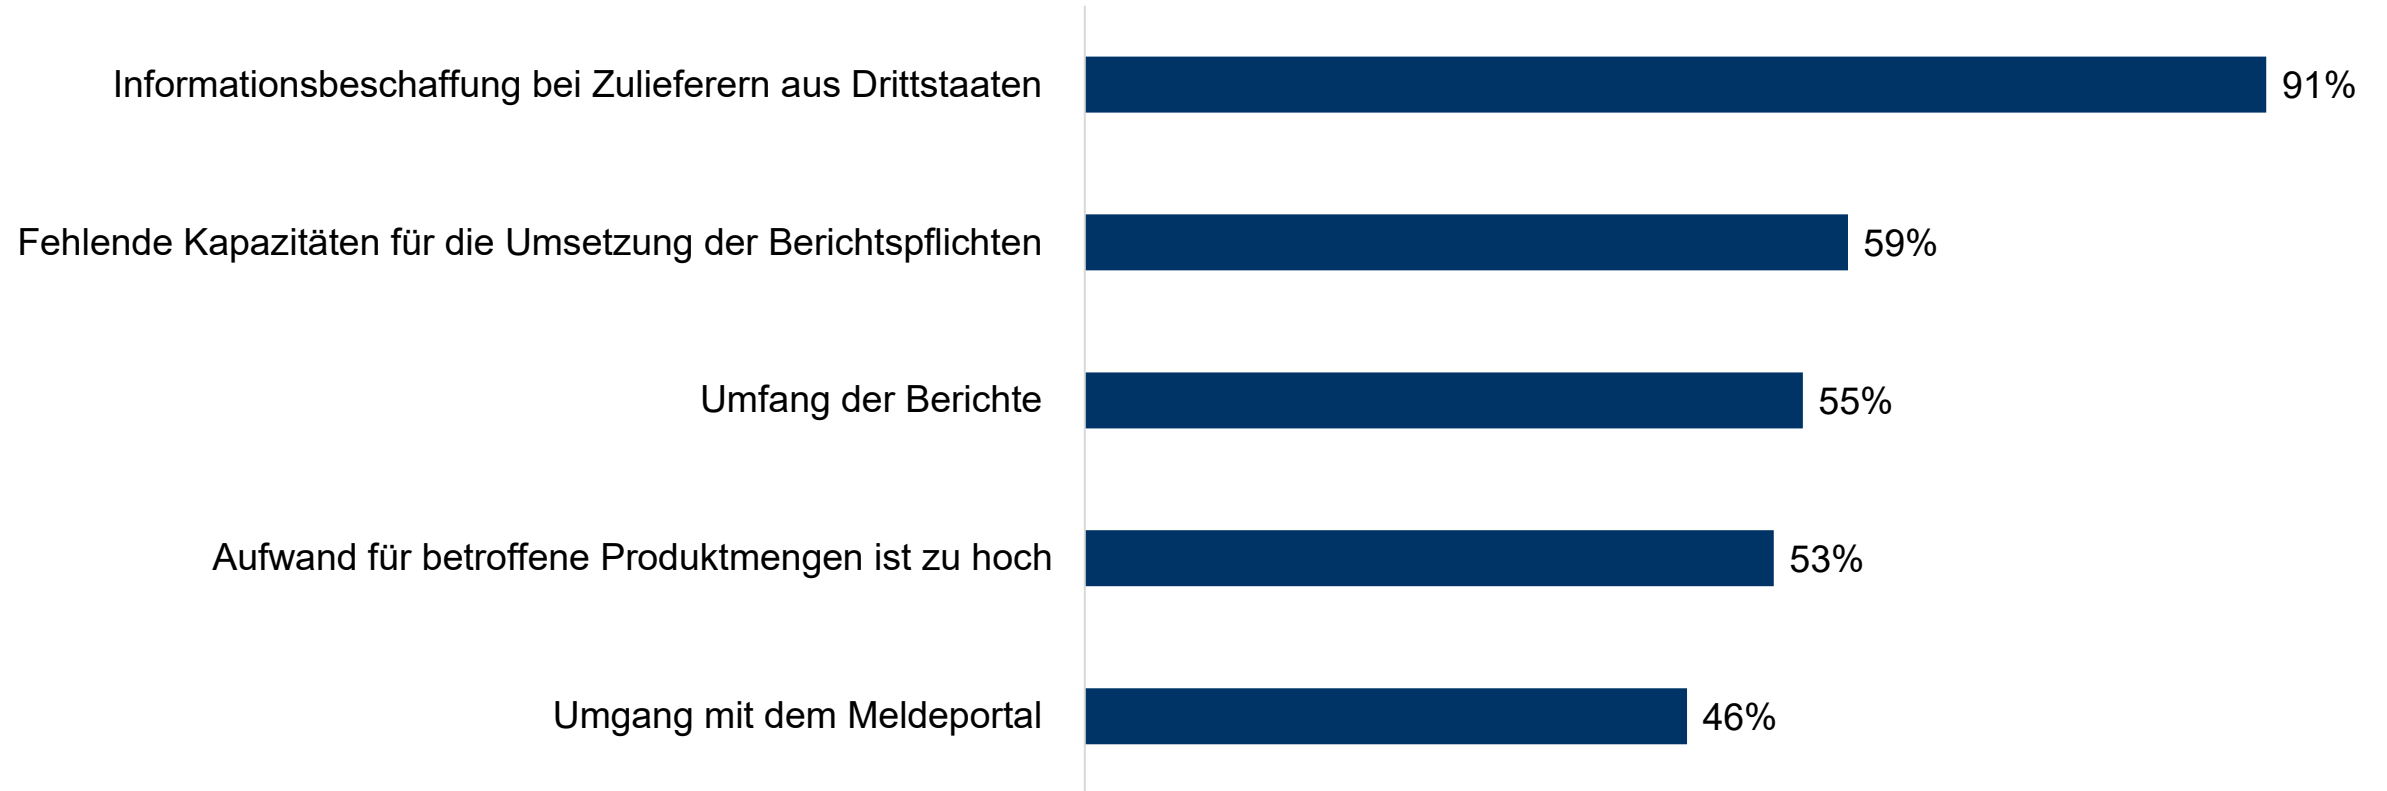 Informationsbeschaffung bei Zulieferern aus Drittstaaten 91%
Fehlende Kapazitäten für die Umsetzung der Berichtspflichten 59%
Umfang der Berichte 55%
Aufwand für betroffene Produktmengen ist zu hoch 53%
Umgang mit dem Meldeportal 46%